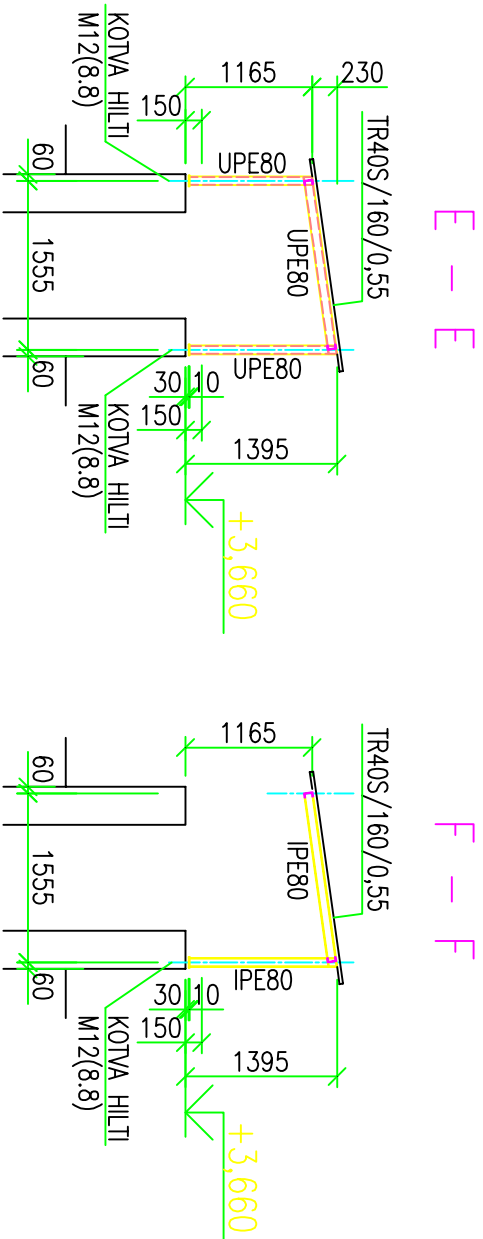 E - E
TR40S/160/0,55
230
1165
150
KOTVA HILTI
M12(8.8)
UPE80
UPE80
UPE80
60
1555
60
30
10
150
KOTVA HILTI
M12(8.8)
1395
+3,660
F - F
TR40S/160/0,55
1165
IPE80
IPE80
60
1555
60
30
10
150
KOTVA HILTI
M12(8.8)
1395
+3,660